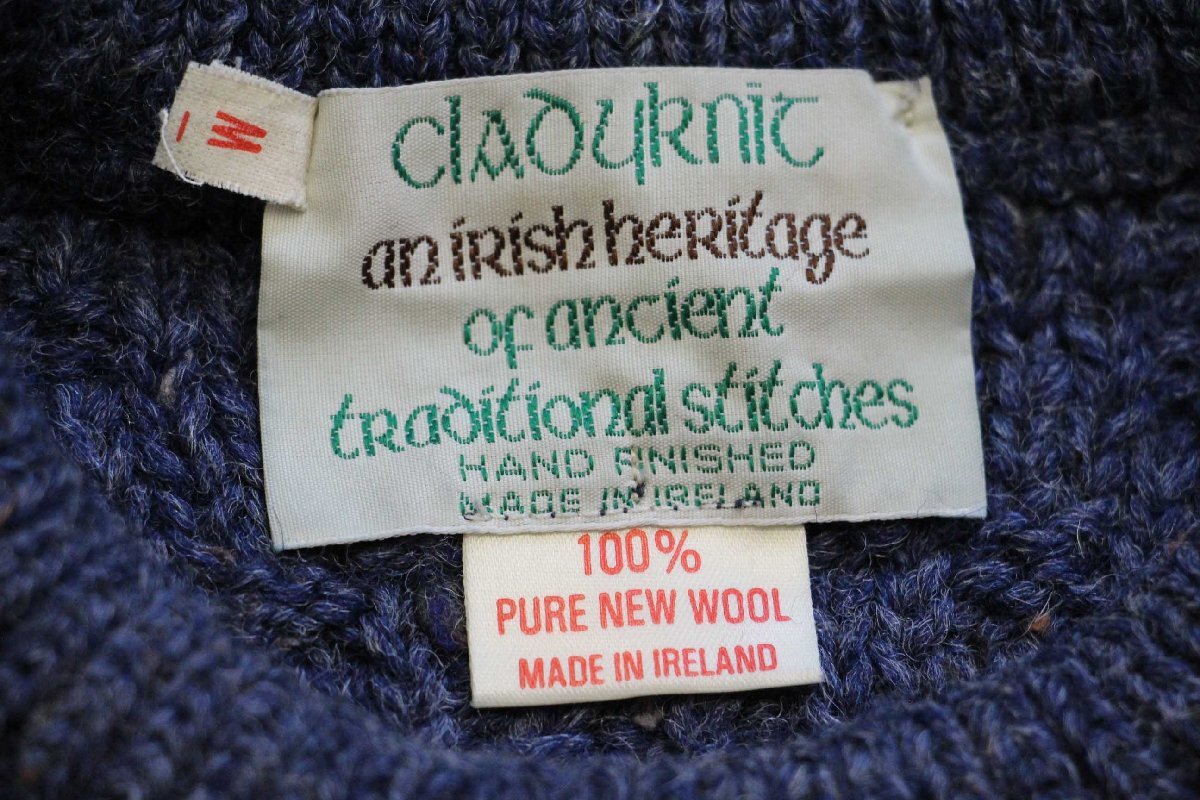 cladyknit
an irish heritage
of ancient
traditional stitches
HAND FINISHED
MADE IN IRELAND
100%
PURE NEW WOOL
MADE IN IRELAND